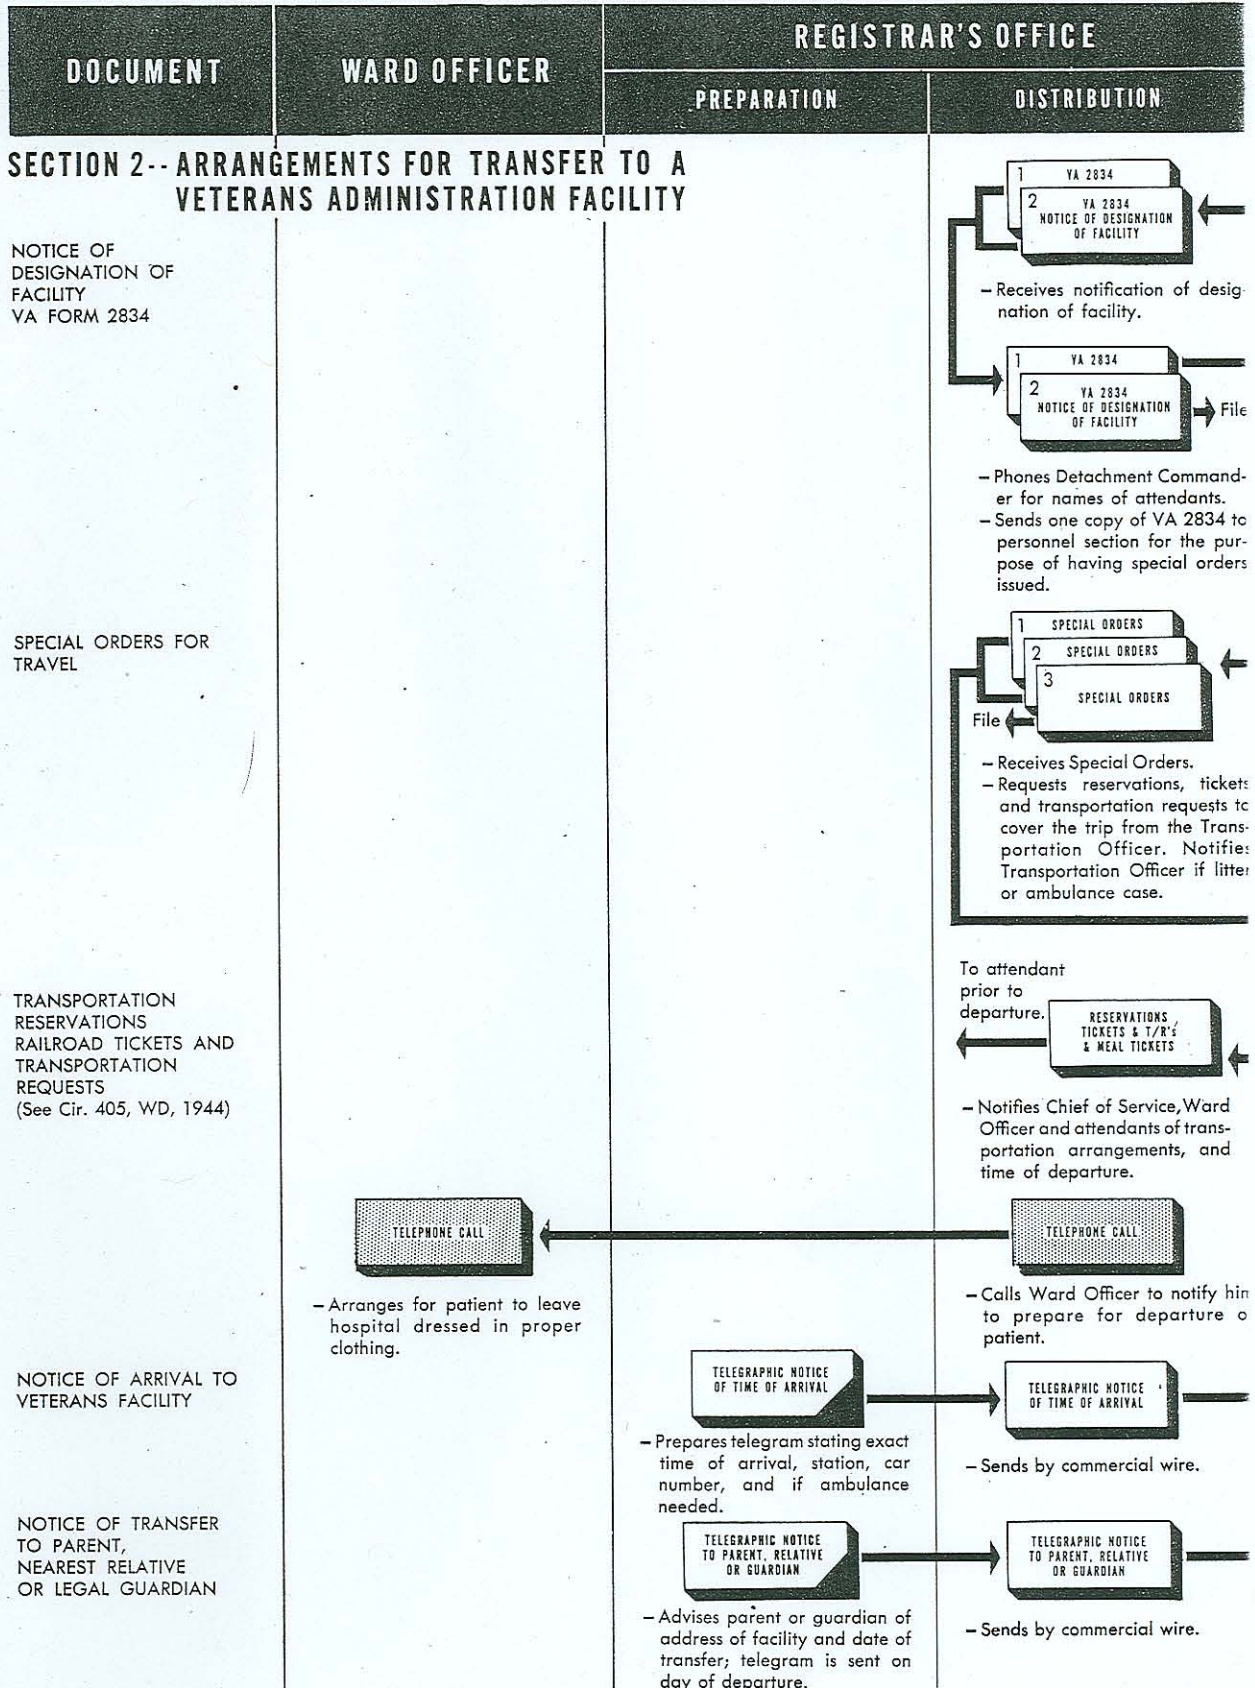 DOCUMENT
WARD OFFICER
REGISTRAR'S OFFICE
PREPARATION
DISTRIBUTION
SECTION 2-- ARRANGEMENTS FOR TRANSFER TO A
VETERANS ADMINISTRATION FACILITY
NOTICE OF
DESIGNATION OF
FACILITY
VA FORM 2834
1 VA 2834
2 VA 2834
NOTICE OF DESIGNATION
OF FACILITY
– Receives notification of desig-
nation of facility.
1 VA 2834
2 VA 2834
NOTICE OF DESIGNATION
OF FACILITY
File
– Phones Detachment Command-
er for names of attendants.
– Sends one copy of VA 2834 to
personnel section for the pur-
pose of having special orders
issued.
SPECIAL ORDERS FOR
TRAVEL
1 SPECIAL ORDERS
2 SPECIAL ORDERS
3
SPECIAL ORDERS
File
– Receives Special Orders.
– Requests reservations, tickets
and transportation requests to
cover the trip from the Trans-
portation Officer. Notifies
Transportation Officer if litter
or ambulance case.
TRANSPORTATION
RESERVATIONS
RAILROAD TICKETS AND
TRANSPORTATION
REQUESTS
(See Cir. 405, WD, 1944)
To attendant
prior to
departure.
RESERVATIONS
TICKETS & T/R's
& MEAL TICKETS
– Notifies Chief of Service, Ward
Officer and attendants of trans-
portation arrangements, and
time of departure.
TELEPHONE CALL
– Arranges for patient to leave
hospital dressed in proper
clothing.
TELEPHONE CALL
– Calls Ward Officer to notify him
to prepare for departure o
patient.
NOTICE OF ARRIVAL TO
VETERANS FACILITY
TELEGRAPHIC NOTICE
OF TIME OF ARRIVAL
– Prepares telegram stating exact
time of arrival, station, car
number, and if ambulance
needed.
TELEGRAPHIC NOTICE
OF TIME OF ARRIVAL
– Sends by commercial wire.
NOTICE OF TRANSFER
TO PARENT,
NEAREST RELATIVE
OR LEGAL GUARDIAN
TELEGRAPHIC NOTICE
TO PARENT, RELATIVE
OR GUARDIAN
– Advises parent or guardian of
address of facility and date of
transfer; telegram is sent on
day of departure.
TELEGRAPHIC NOTICE
TO PARENT, RELATIVE
OR GUARDIAN
– Sends by commercial wire.